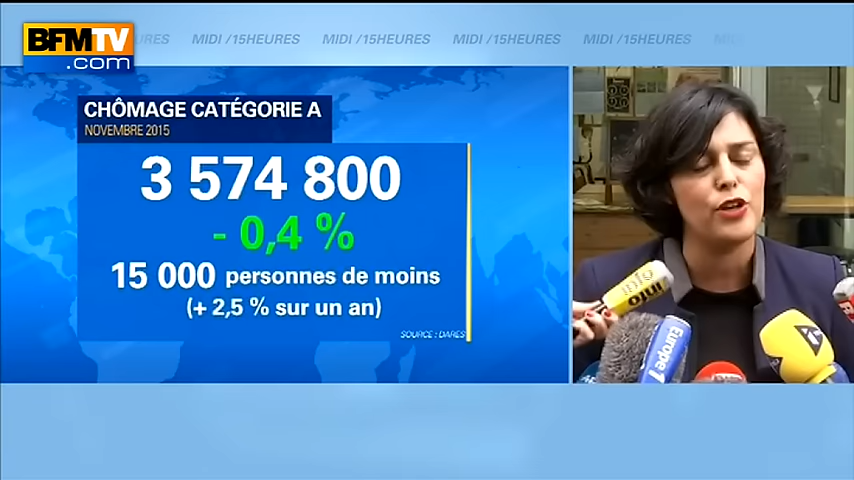 BFMTV
.com
URES MIDI /15HEURES MIDI /15HEURES MIDI /15HEURES MIDI /15HEURES
CHÔMAGE CATÉGORIE A
NOVEMBRE 2015
3 574 800
- 0,4 %
15 000 personnes de moins
(+ 2,5 % sur un an)
SOURCE : DARES
info
Europe 1